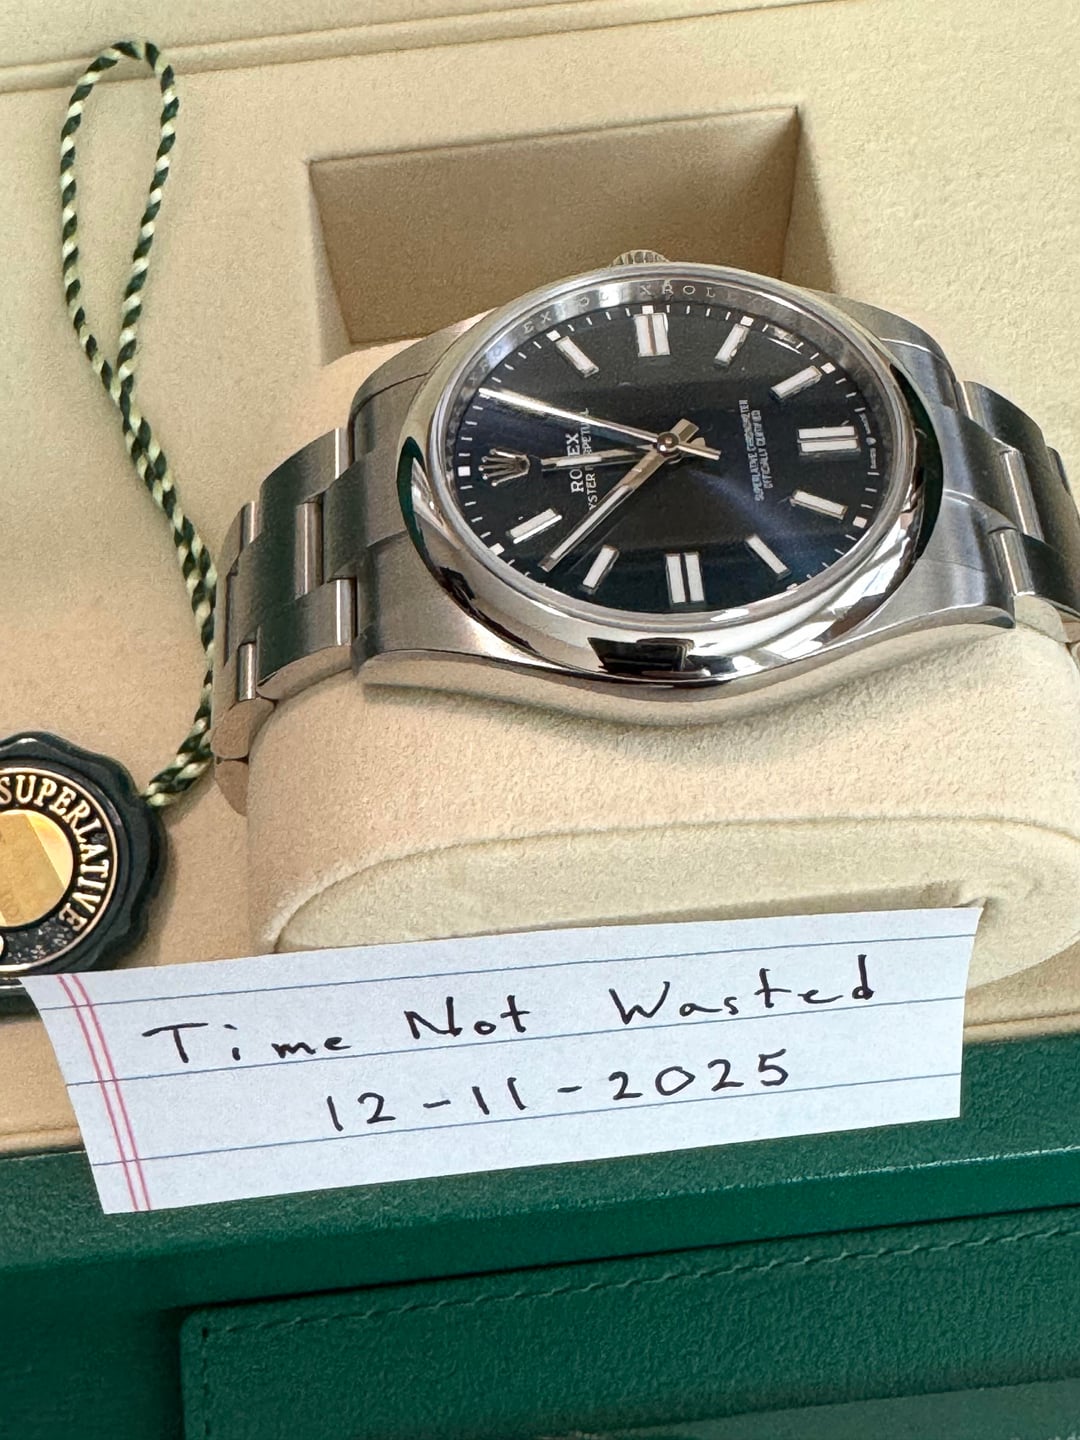 ROLEX
OYSTER PERPETUAL
SUPERLATIVE CHRONOMETER
OFFICIALLY CERTIFIED
SUPERLATIVE
Time Not Wasted
12-11-2025